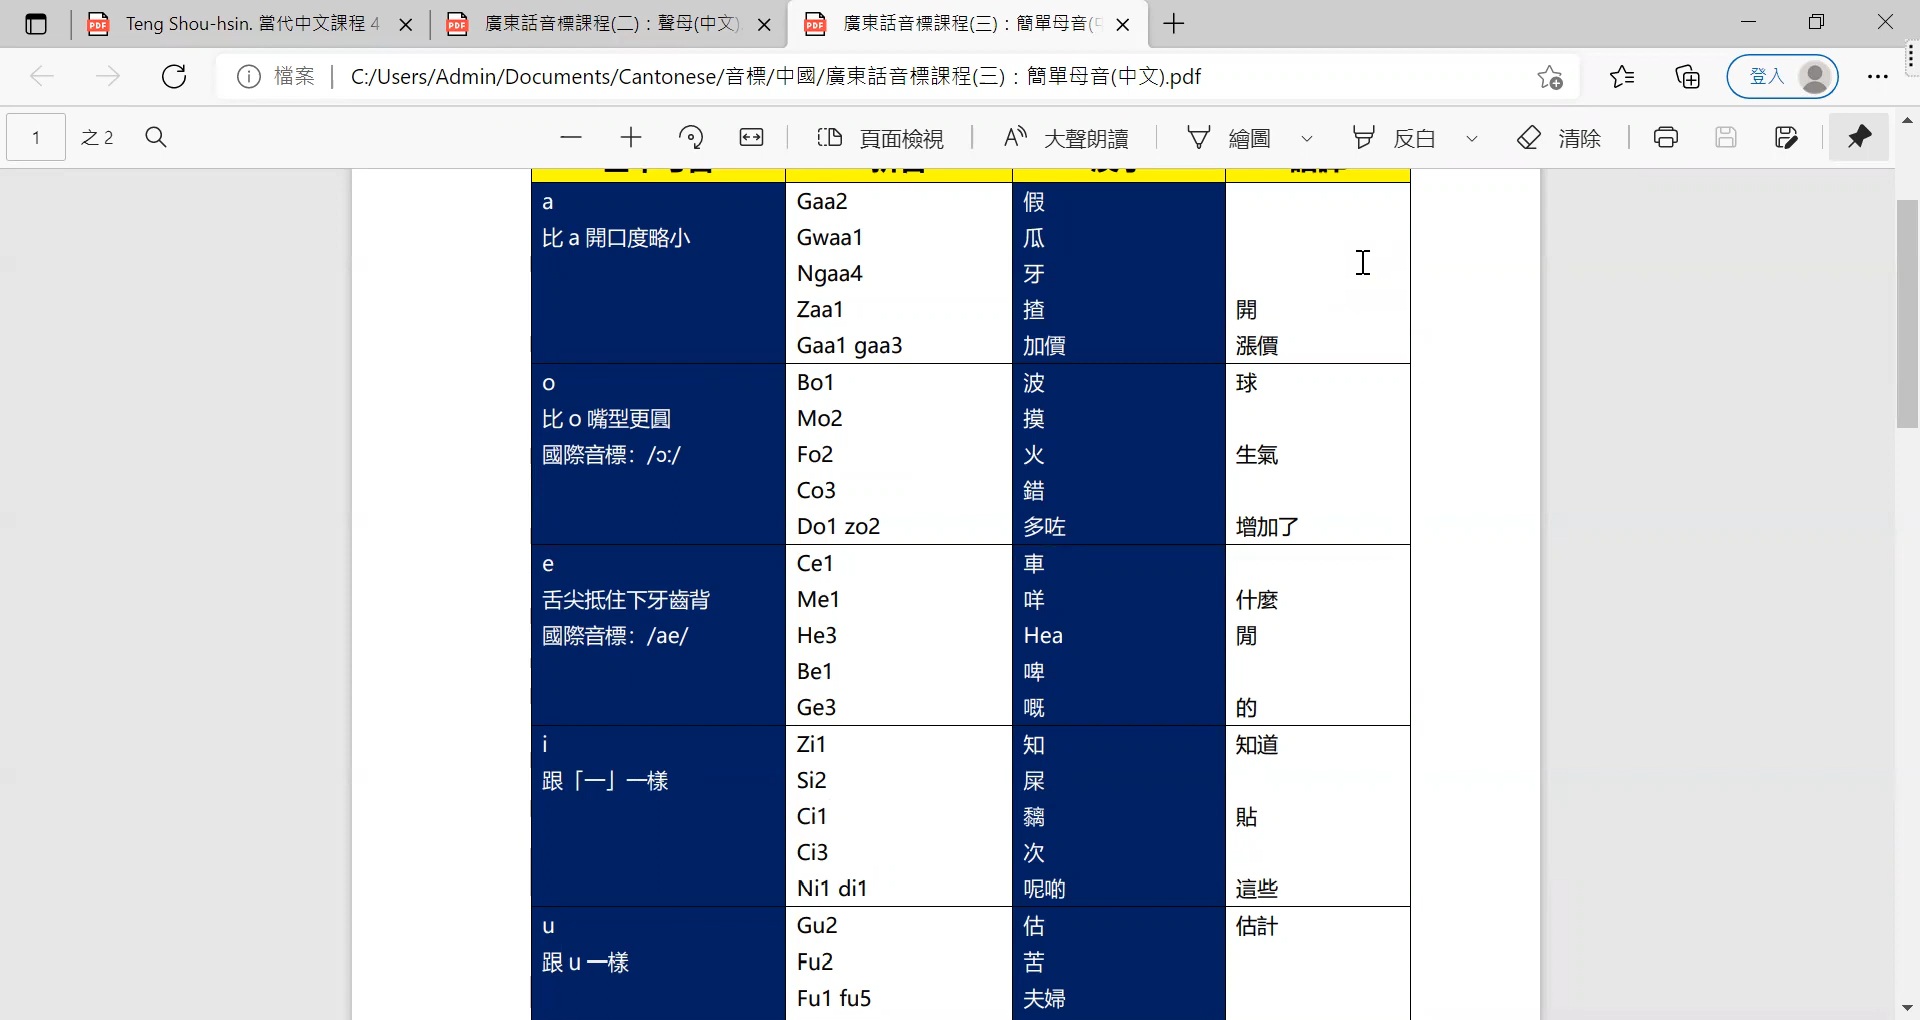 Teng Shou-hsin. 當代中文課程 4
廣東話音標課程(二)：聲母(中文)
廣東話音標課程(三)：簡單母音(中
檔案
C:/Users/Admin/Documents/Cantonese/音標/中國/廣東話音標課程(三)：簡單母音(中文).pdf
登入
1 之 2
頁面檢視
大聲朗讀
繪圖
反白
清除
a Gaa2 假
比 a 開口度略小 Gwaa1 瓜
Ngaa4 牙
Zaa1 揸 開
Gaa1 gaa3 加價 漲價
o Bo1 波 球
比 o 嘴型更圓 Mo2 摸
國際音標：/ɔ:/ Fo2 火 生氣
Co3 錯
Do1 zo2 多咗 增加了
e Ce1 車
舌尖抵住下牙齒背 Me1 咩 什麼
國際音標：/ae/ He3 Hea 閒
Be1 啤
Ge3 嘅 的
i Zi1 知 知道
跟「一」一樣 Si2 屎
Ci1 黐 貼
Ci3 次
Ni1 di1 呢啲 這些
u Gu2 估 估計
跟 u 一樣 Fu2 苦
Fu1 fu5 夫婦